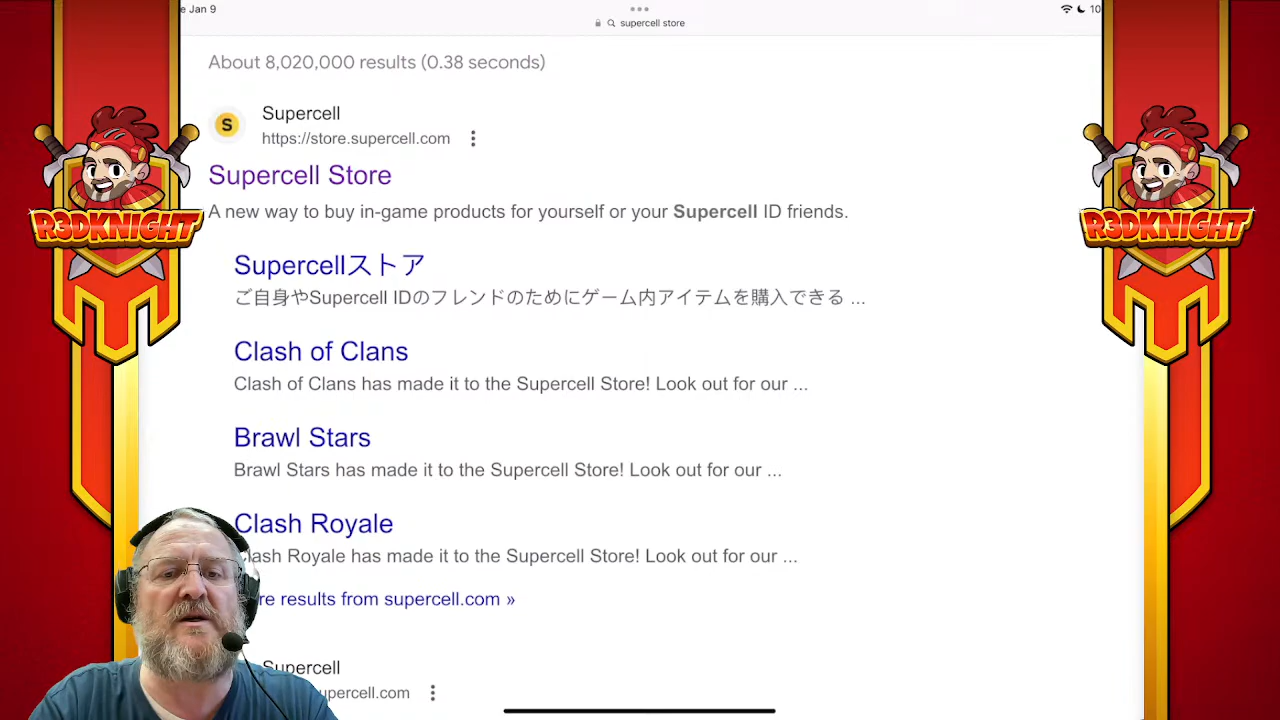 e Jan 9
supercell store
10
About 8,020,000 results (0.38 seconds)
S
Supercell
https://store.supercell.com
Supercell Store
A new way to buy in-game products for yourself or your Supercell ID friends.
R3DKNIGHT
R3DKNIGHT
Supercellストア
ご自身やSupercell IDのフレンドのためにゲーム内アイテムを購入できる ...
Clash of Clans
Clash of Clans has made it to the Supercell Store! Look out for our ...
Brawl Stars
Brawl Stars has made it to the Supercell Store! Look out for our ...
Clash Royale
lash Royale has made it to the Supercell Store! Look out for our ...
re results from supercell.com »
Supercell
upercell.com